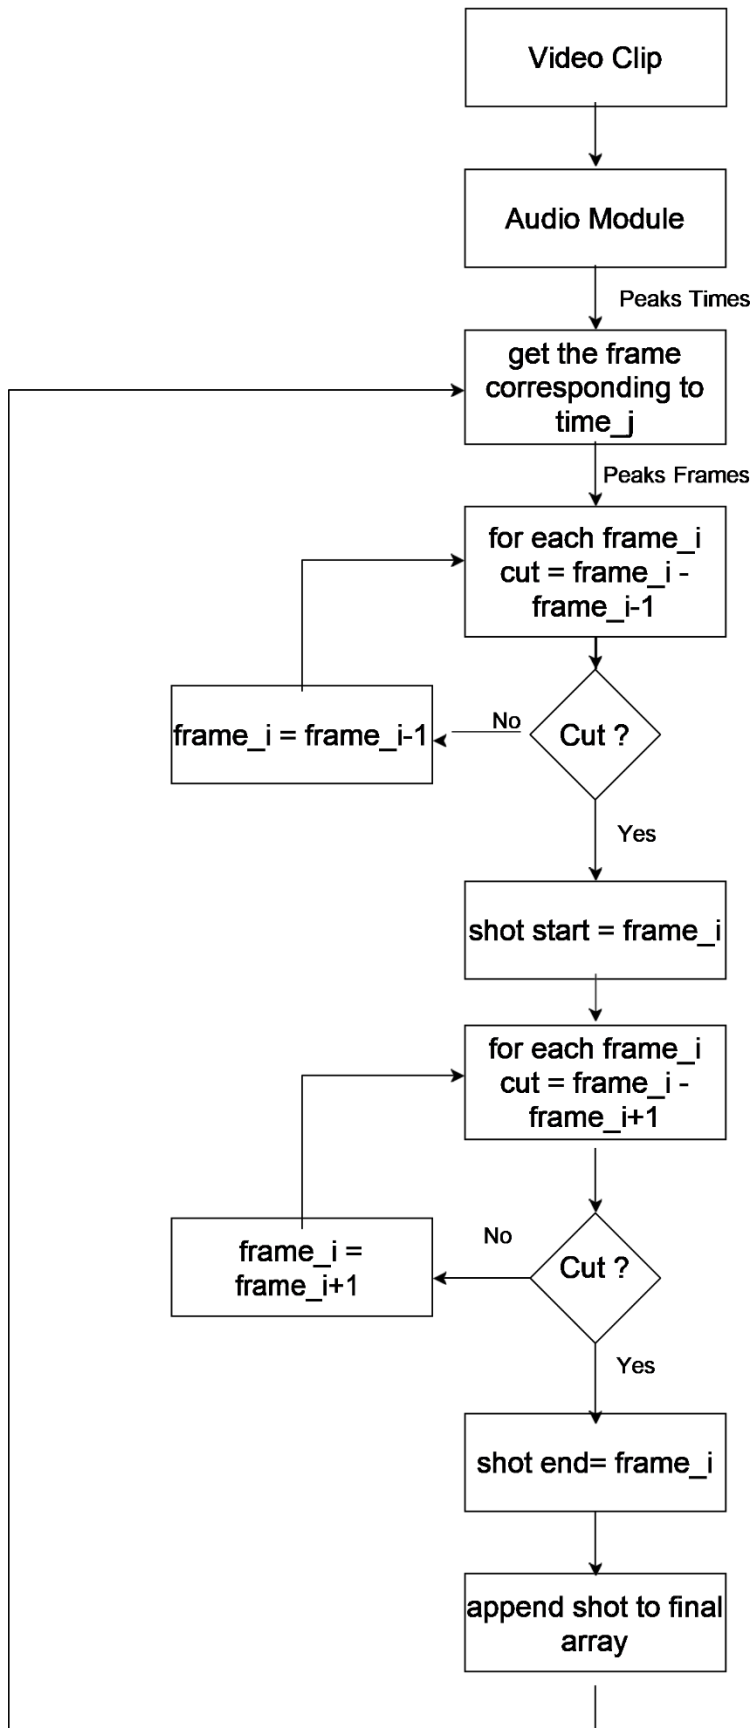 Video Clip
Audio Module
Peaks Times
get the frame
corresponding to
time_j
Peaks Frames
for each frame_i
cut = frame_i -
frame_i-1
frame_i = frame_i-1
No
Cut ?
Yes
shot start = frame_i
for each frame_i
cut = frame_i -
frame_i+1
No
frame_i =
frame_i+1
Cut ?
Yes
shot end= frame_i
append shot to final
array